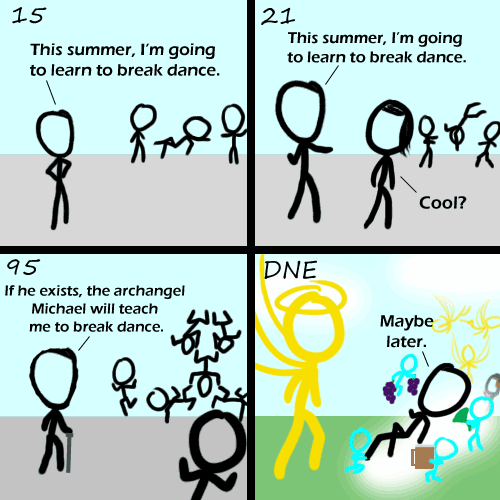 15
This summer, I'm going
to learn to break dance.
21
This summer, I'm going
to learn to break dance.
Cool?
95
If he exists, the archangel
Michael will teach
me to break dance.
DNE
Maybe
later.